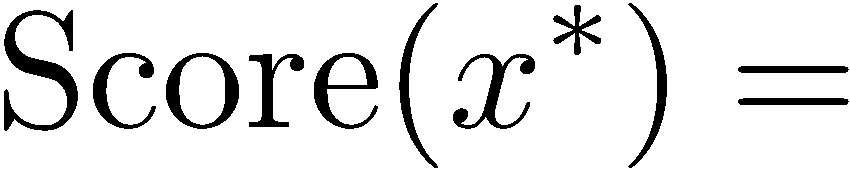 Score(x*) =